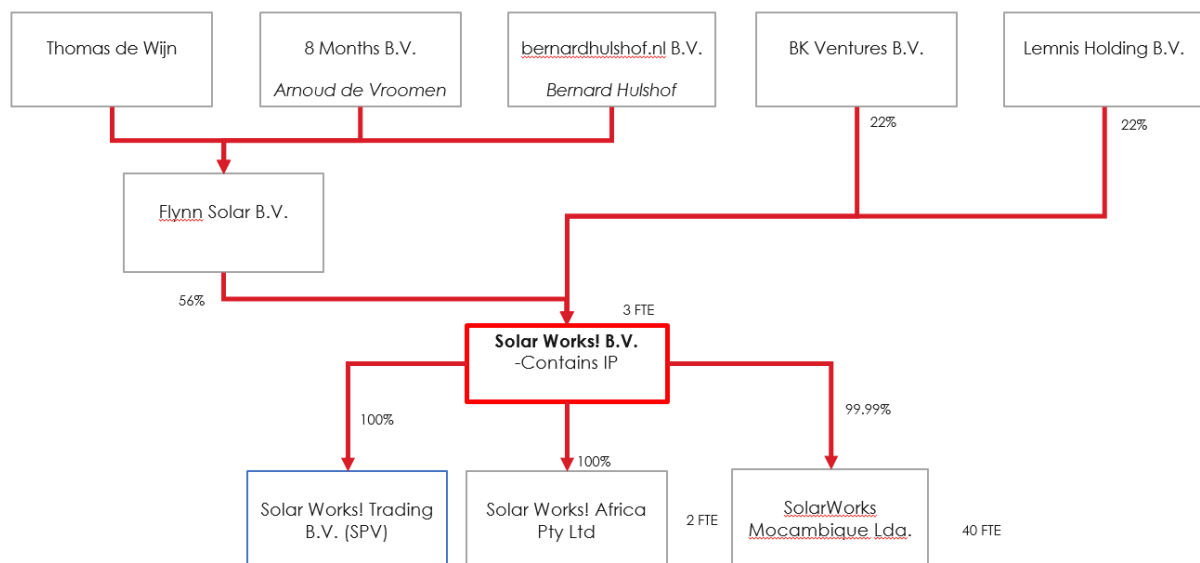 Thomas de Wijn
8 Months B.V.
Arnoud de Vroomen
bernardhulshof.nl B.V.
Bernard Hulshof
BK Ventures B.V.
Lemnis Holding B.V.
22%
22%
Flynn Solar B.V.
56%
3 FTE
Solar Works! B.V.
-Contains IP
100%
99.99%
100%
Solar Works! Trading
B.V. (SPV)
Solar Works! Africa
Pty Ltd
2 FTE
SolarWorks
Mocambique Lda.
40 FTE